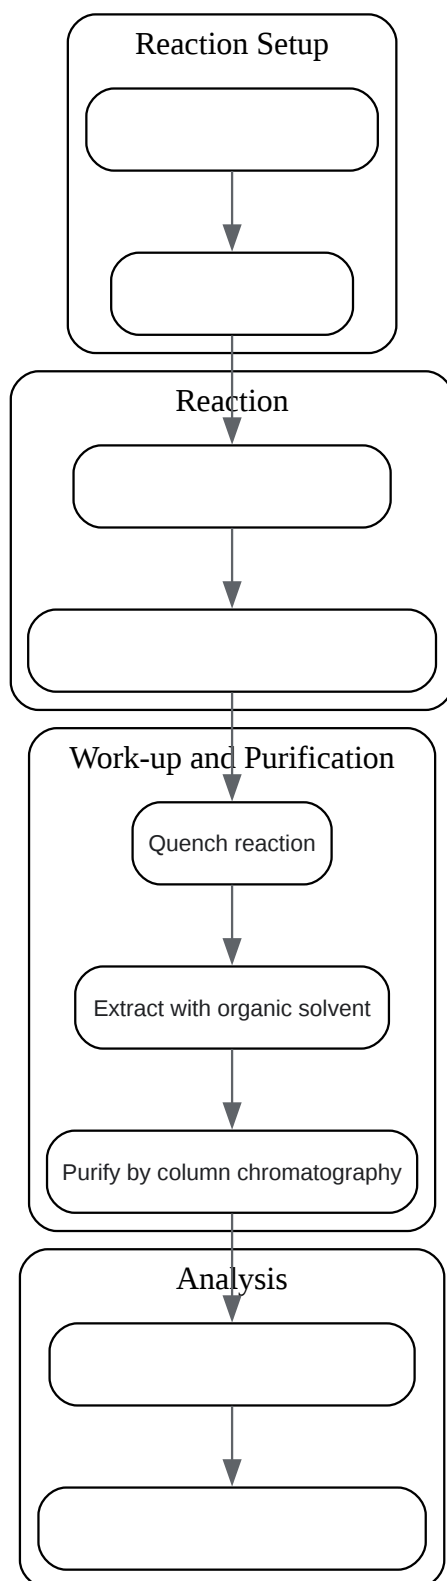 Reaction Setup
Reaction
Work-up and Purification
Quench reaction
Extract with organic solvent
Purify by column chromatography
Analysis